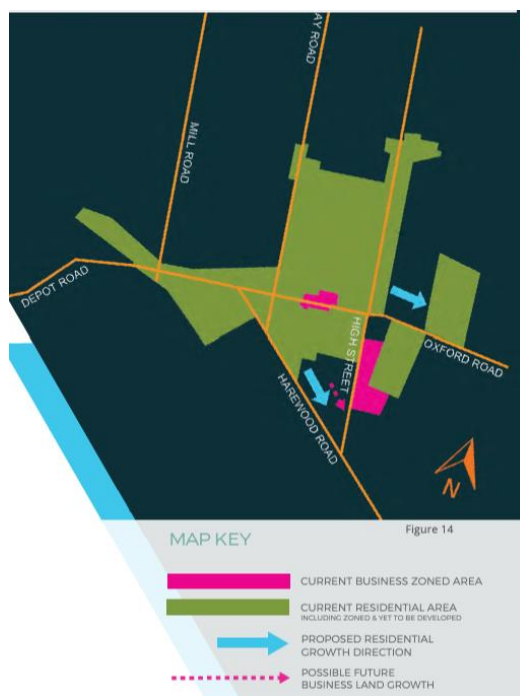 AY ROAD
MILL ROAD
DEPOT ROAD
HIGH STREET
OXFORD ROAD
HAREWOOD ROAD
N
Figure 14
MAP KEY
CURRENT BUSINESS ZONED AREA
CURRENT RESIDENTIAL AREA
INCLUDING ZONED & YET TO BE DEVELOPED
PROPOSED RESIDENTIAL
GROWTH DIRECTION
POSSIBLE FUTURE
BUSINESS LAND GROWTH